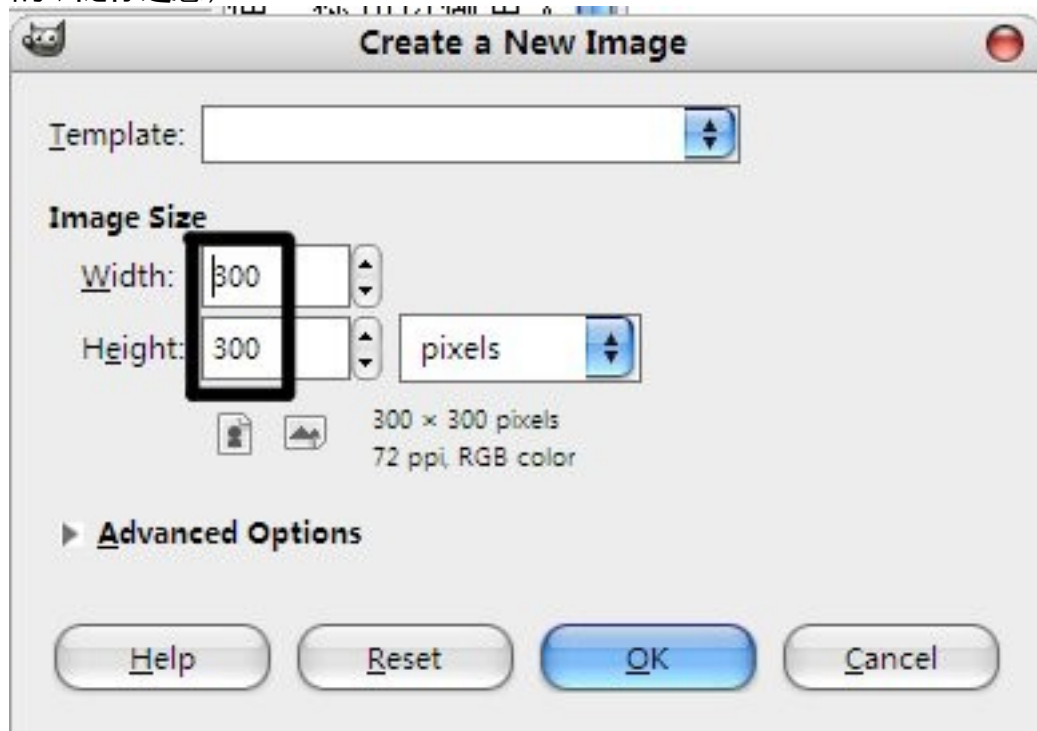 Create a New Image
Template:
Image Size
Width: 300
Height: 300 pixels
300 × 300 pixels
72 ppi, RGB color
Advanced Options
Help Reset OK Cancel